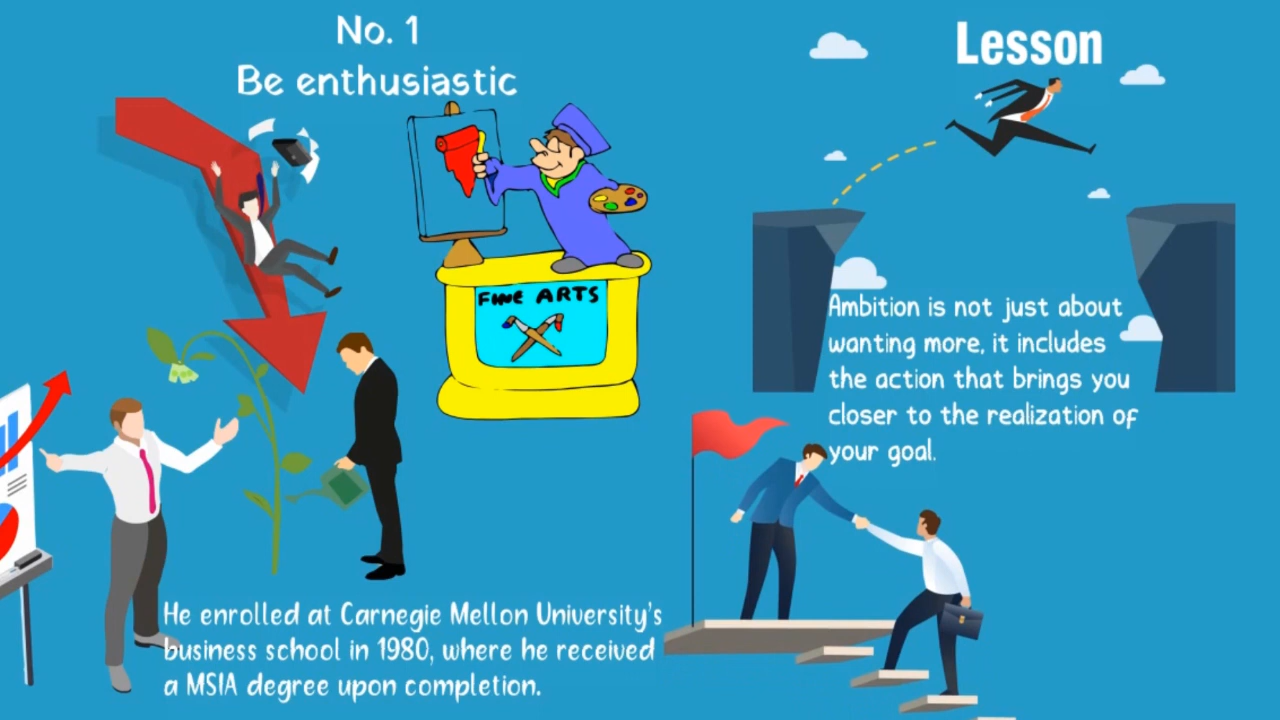 No. 1
Be enthusiastic
FINE ARTS
He enrolled at Carnegie Mellon University's
business school in 1980, where he received
a MSIA degree upon completion.
Lesson
Ambition is not just about
wanting more, it includes
the action that brings you
closer to the realization of
your goal.